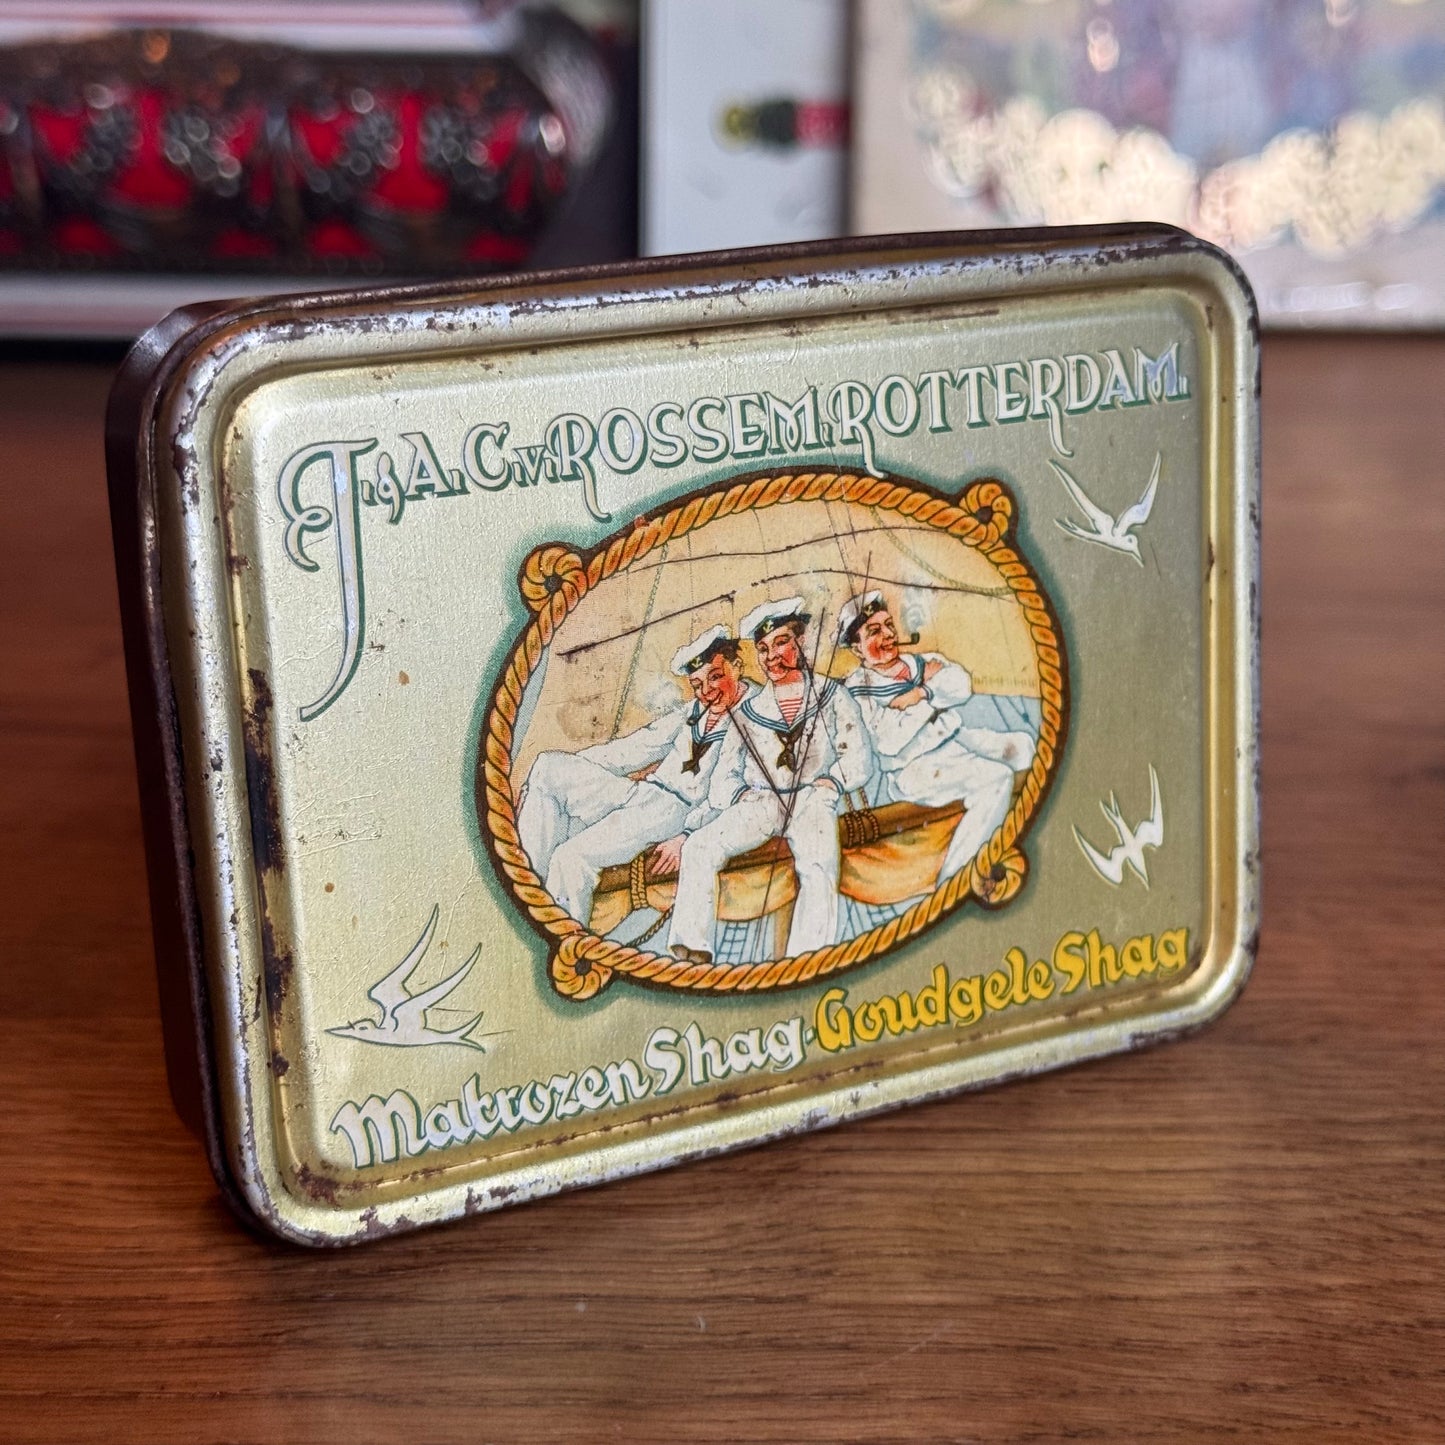 J. & A. C. v. ROSSEM. ROTTERDAM.
Matrozen Shag - Goudgele Shag